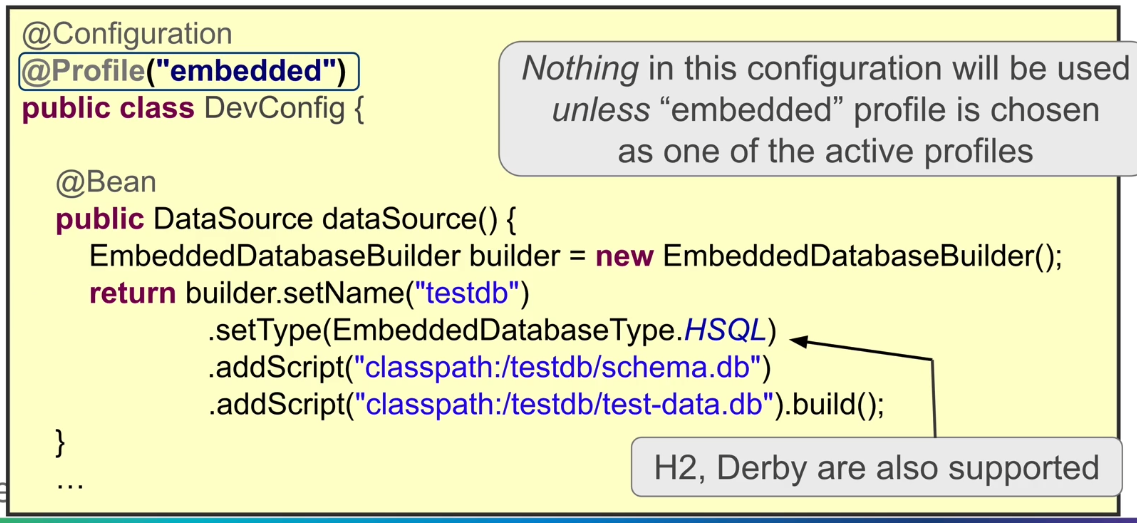 @Configuration
@Profile("embedded")
public class DevConfig {
Nothing in this configuration will be used
unless “embedded” profile is chosen
as one of the active profiles
@Bean
public DataSource dataSource() {
EmbeddedDatabaseBuilder builder = new EmbeddedDatabaseBuilder();
return builder.setName("testdb")
.setType(EmbeddedDatabaseType.HSQL)
.addScript("classpath:/testdb/schema.db")
.addScript("classpath:/testdb/test-data.db").build();
}
H2, Derby are also supported
…